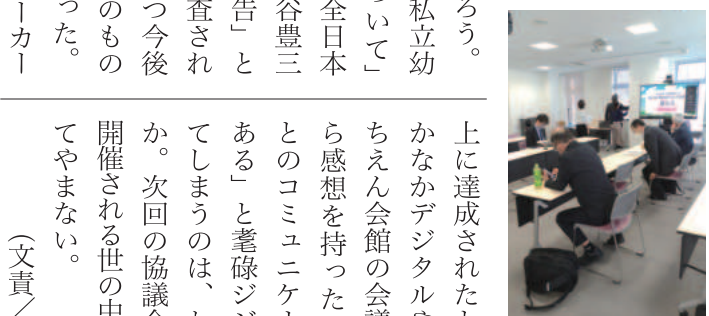 ろう。
私立幼
いて」
全日本
谷豊三
告」と
査され
つ今後
のもの
った。
ーカー
上に達成された
かなかデジタル
ちえん会館の会議
ら感想を持った
とのコミュニケ
ある」と耄碌ジジ
てしまうのは、
か。次回の協議会
開催される世の中
てやまない。
（文責／